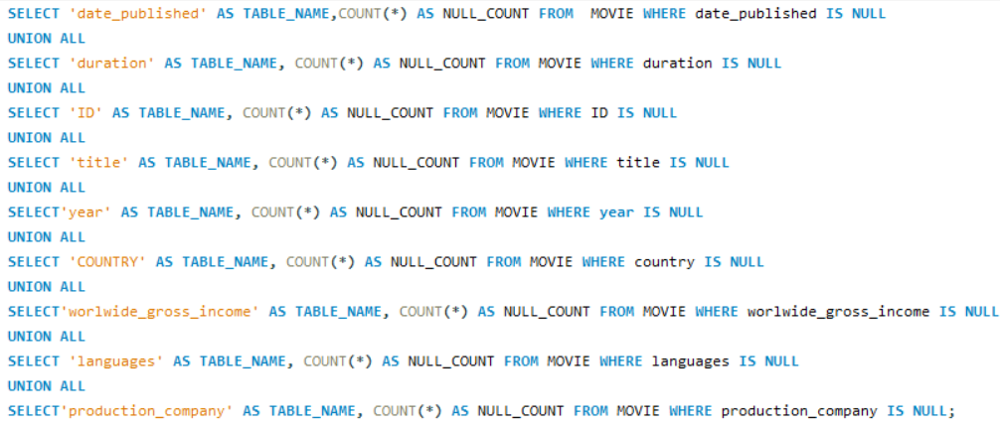 SELECT 'date_published' AS TABLE_NAME,COUNT(*) AS NULL_COUNT FROM  MOVIE WHERE date_published IS NULL
UNION ALL
SELECT 'duration' AS TABLE_NAME, COUNT(*) AS NULL_COUNT FROM MOVIE WHERE duration IS NULL
UNION ALL
SELECT 'ID' AS TABLE_NAME, COUNT(*) AS NULL_COUNT FROM MOVIE WHERE ID IS NULL
UNION ALL
SELECT 'title' AS TABLE_NAME, COUNT(*) AS NULL_COUNT FROM MOVIE WHERE title IS NULL
UNION ALL
SELECT'year' AS TABLE_NAME, COUNT(*) AS NULL_COUNT FROM MOVIE WHERE year IS NULL
UNION ALL
SELECT 'COUNTRY' AS TABLE_NAME, COUNT(*) AS NULL_COUNT FROM MOVIE WHERE country IS NULL
UNION ALL
SELECT'worlwide_gross_income' AS TABLE_NAME, COUNT(*) AS NULL_COUNT FROM MOVIE WHERE worlwide_gross_income IS NULL
UNION ALL
SELECT 'languages' AS TABLE_NAME, COUNT(*) AS NULL_COUNT FROM MOVIE WHERE languages IS NULL
UNION ALL
SELECT'production_company' AS TABLE_NAME, COUNT(*) AS NULL_COUNT FROM MOVIE WHERE production_company IS NULL;